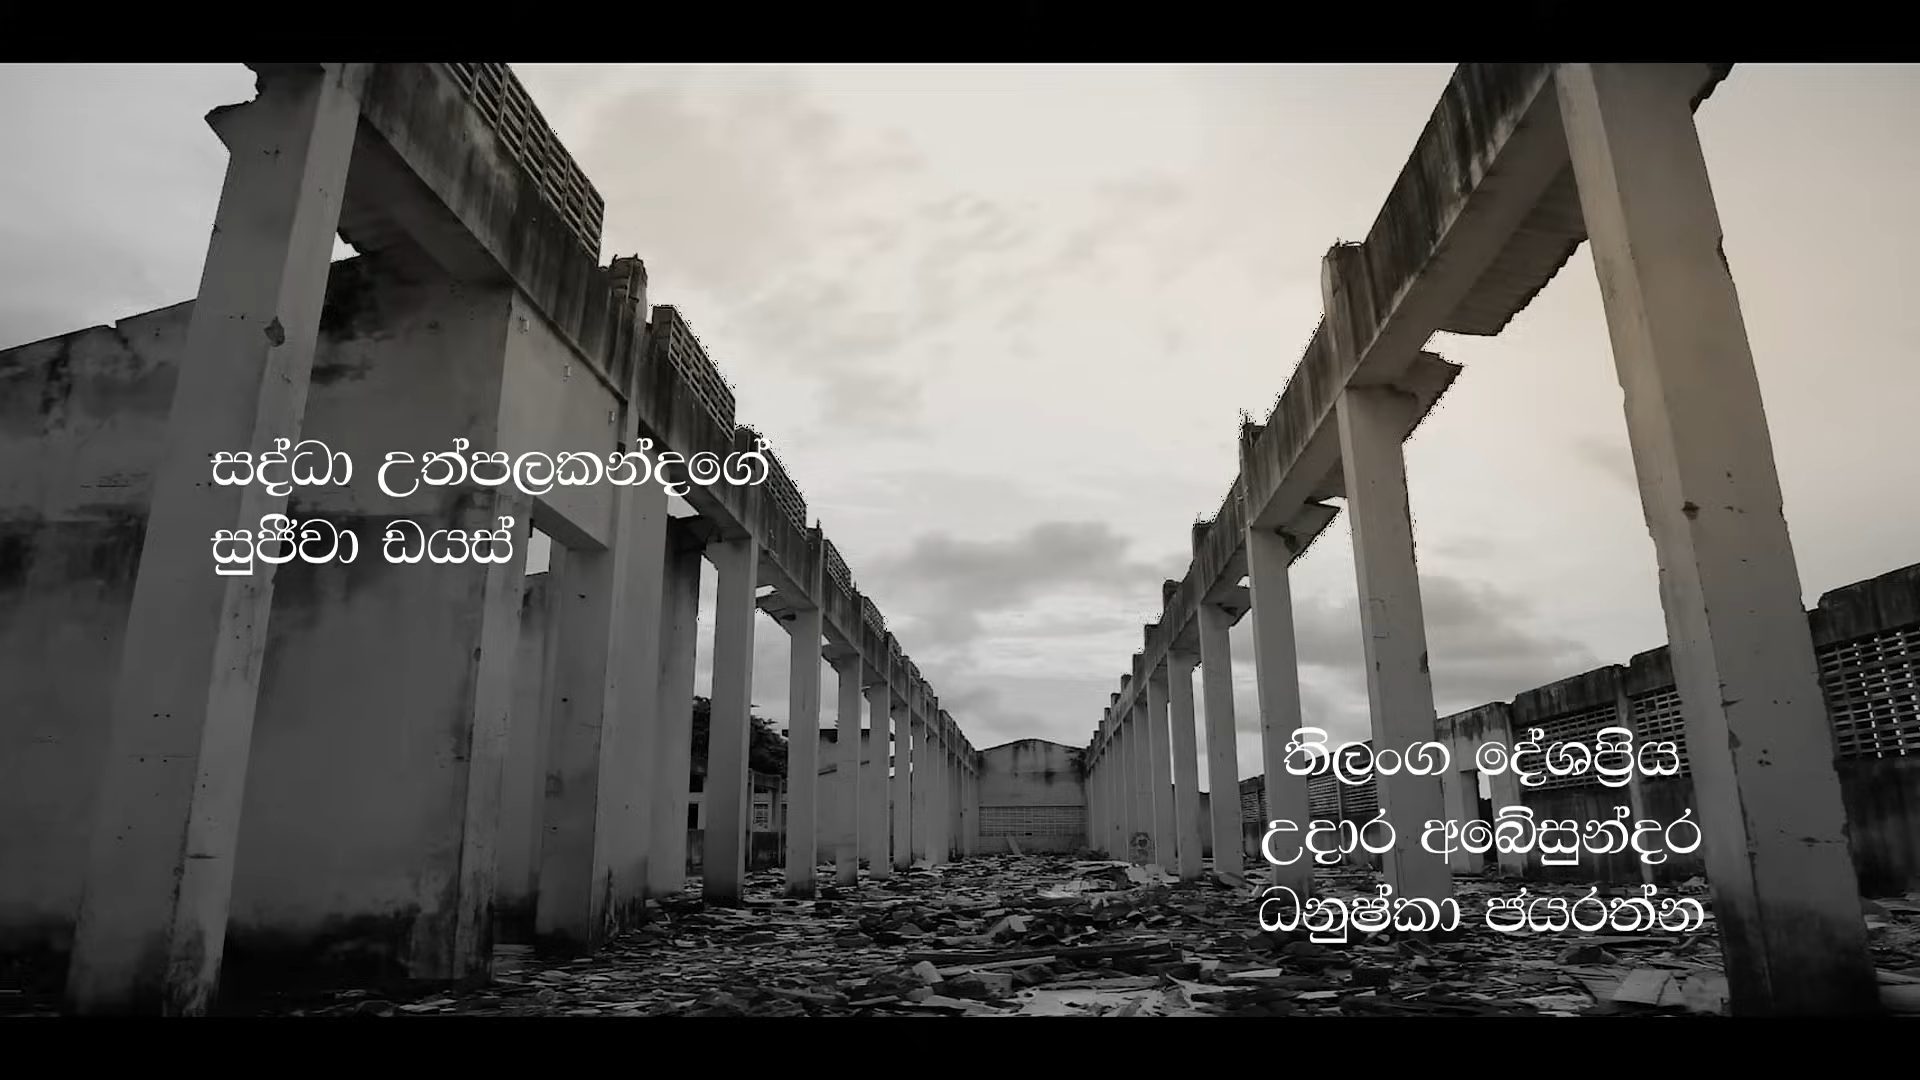 සද්ධා උත්පලකන්දගේ
සුජීවා ඩයස්
තිලංග දේශප්‍රිය
උදාර අබේසුන්දර
ධනුෂ්කා ජයරත්න